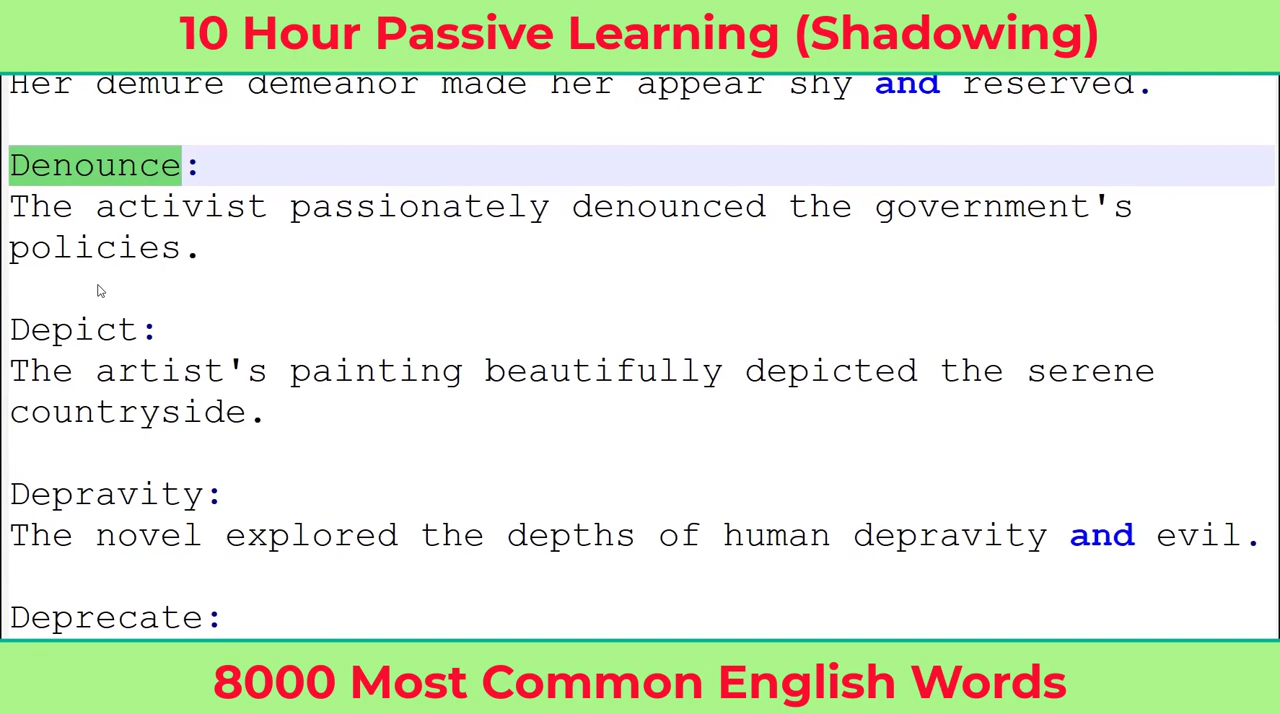 10 Hour Passive Learning (Shadowing)
Her demure demeanor made her appear shy and reserved.
Denounce:
The activist passionately denounced the government's
policies.
Depict:
The artist's painting beautifully depicted the serene
countryside.
Depravity:
The novel explored the depths of human depravity and evil.
Deprecate:
8000 Most Common English Words